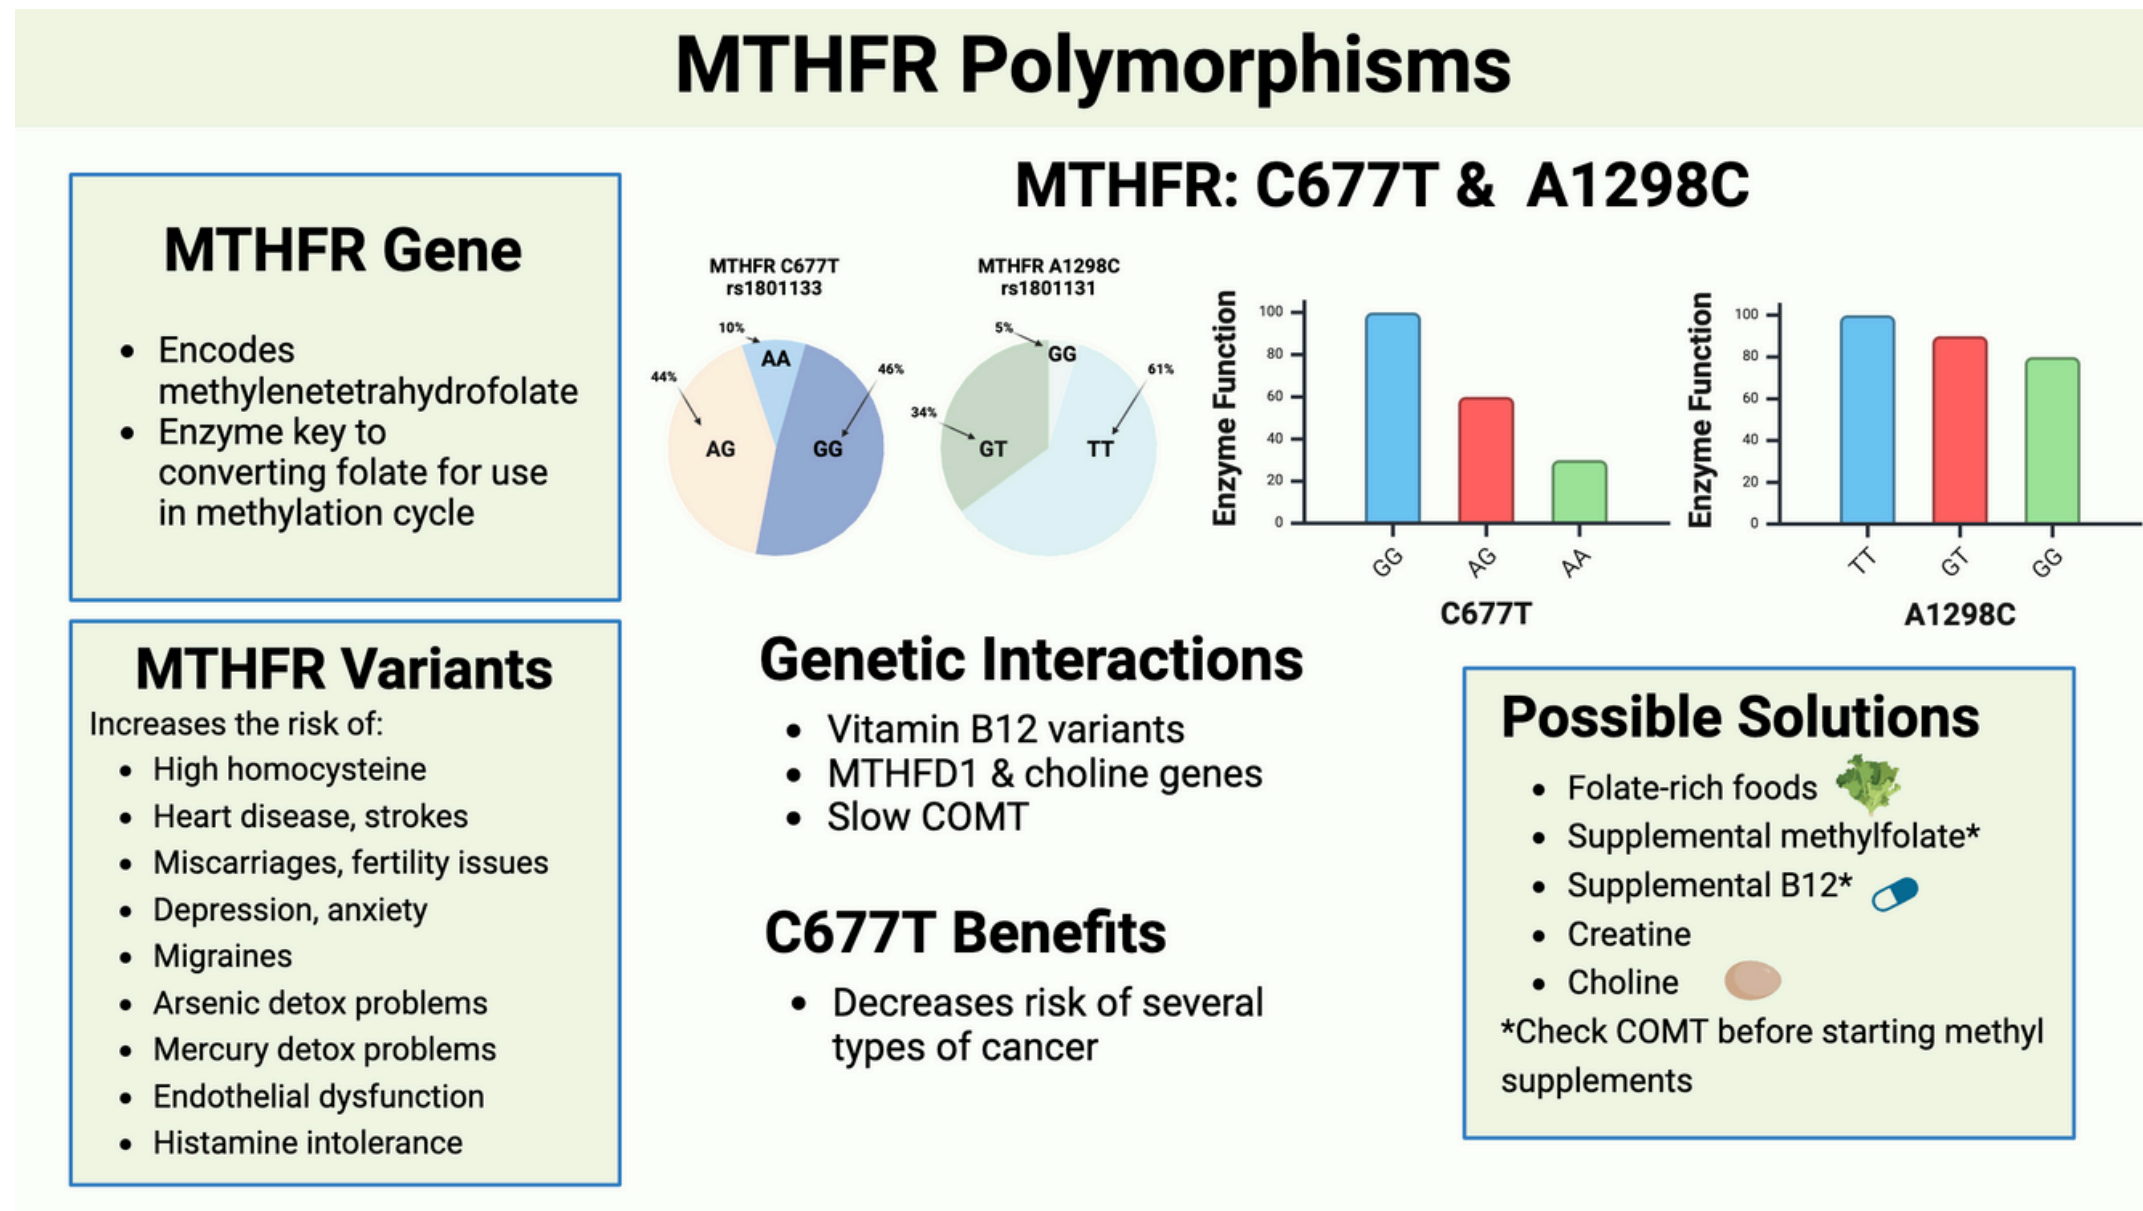 MTHFR Polymorphisms
MTHFR Gene
• Encodes
methylenetetrahydrofolate
• Enzyme key to
converting folate for use
in methylation cycle
MTHFR Variants
Increases the risk of:
• High homocysteine
• Heart disease, strokes
• Miscarriages, fertility issues
• Depression, anxiety
• Migraines
• Arsenic detox problems
• Mercury detox problems
• Endothelial dysfunction
• Histamine intolerance
MTHFR: C677T & A1298C
MTHFR C677T
rs1801133
10%
AA
44%
46%
AG
GG
MTHFR A1298C
rs1801131
5%
GG
61%
34%
GT
TT
Enzyme Function
100
80
60
40
20
0
GG
AG
AA
C677T
Enzyme Function
100
80
60
40
20
0
TT
GT
GG
A1298C
Genetic Interactions
• Vitamin B12 variants
• MTHFD1 & choline genes
• Slow COMT
C677T Benefits
• Decreases risk of several
types of cancer
Possible Solutions
• Folate-rich foods
• Supplemental methylfolate*
• Supplemental B12*
• Creatine
• Choline
*Check COMT before starting methyl
supplements